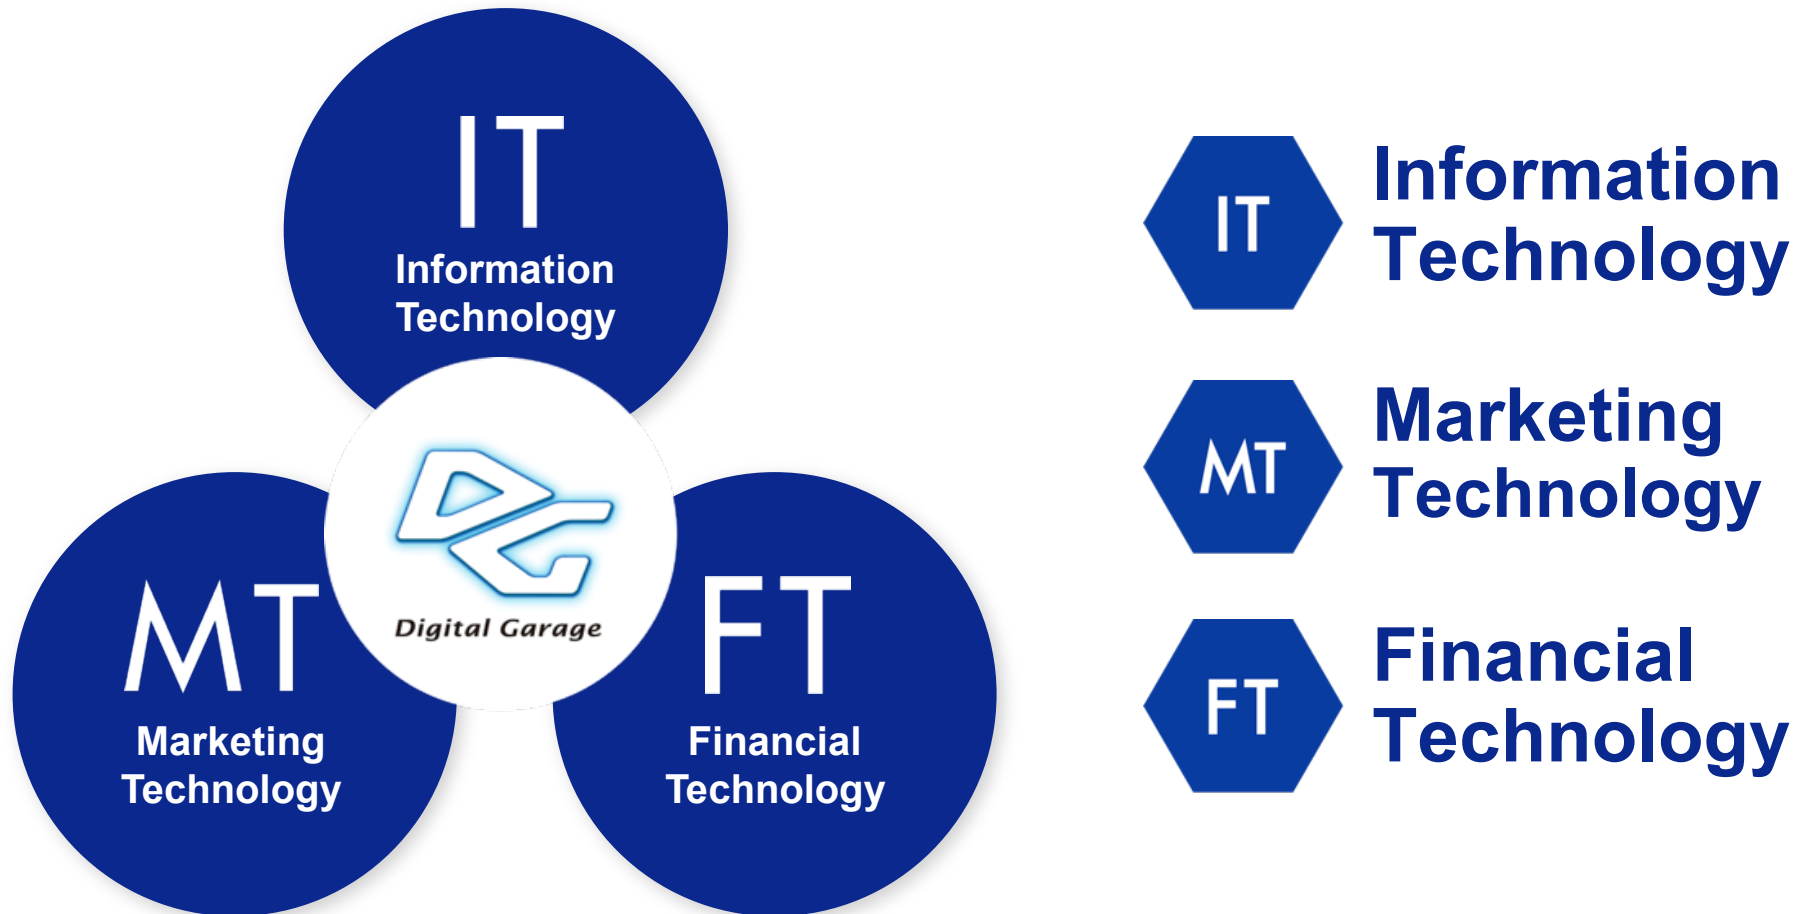 IT
Information
Technology
DG
Digital Garage
MT
Marketing
Technology
FT
Financial
Technology
IT
Information
Technology
MT
Marketing
Technology
FT
Financial
Technology